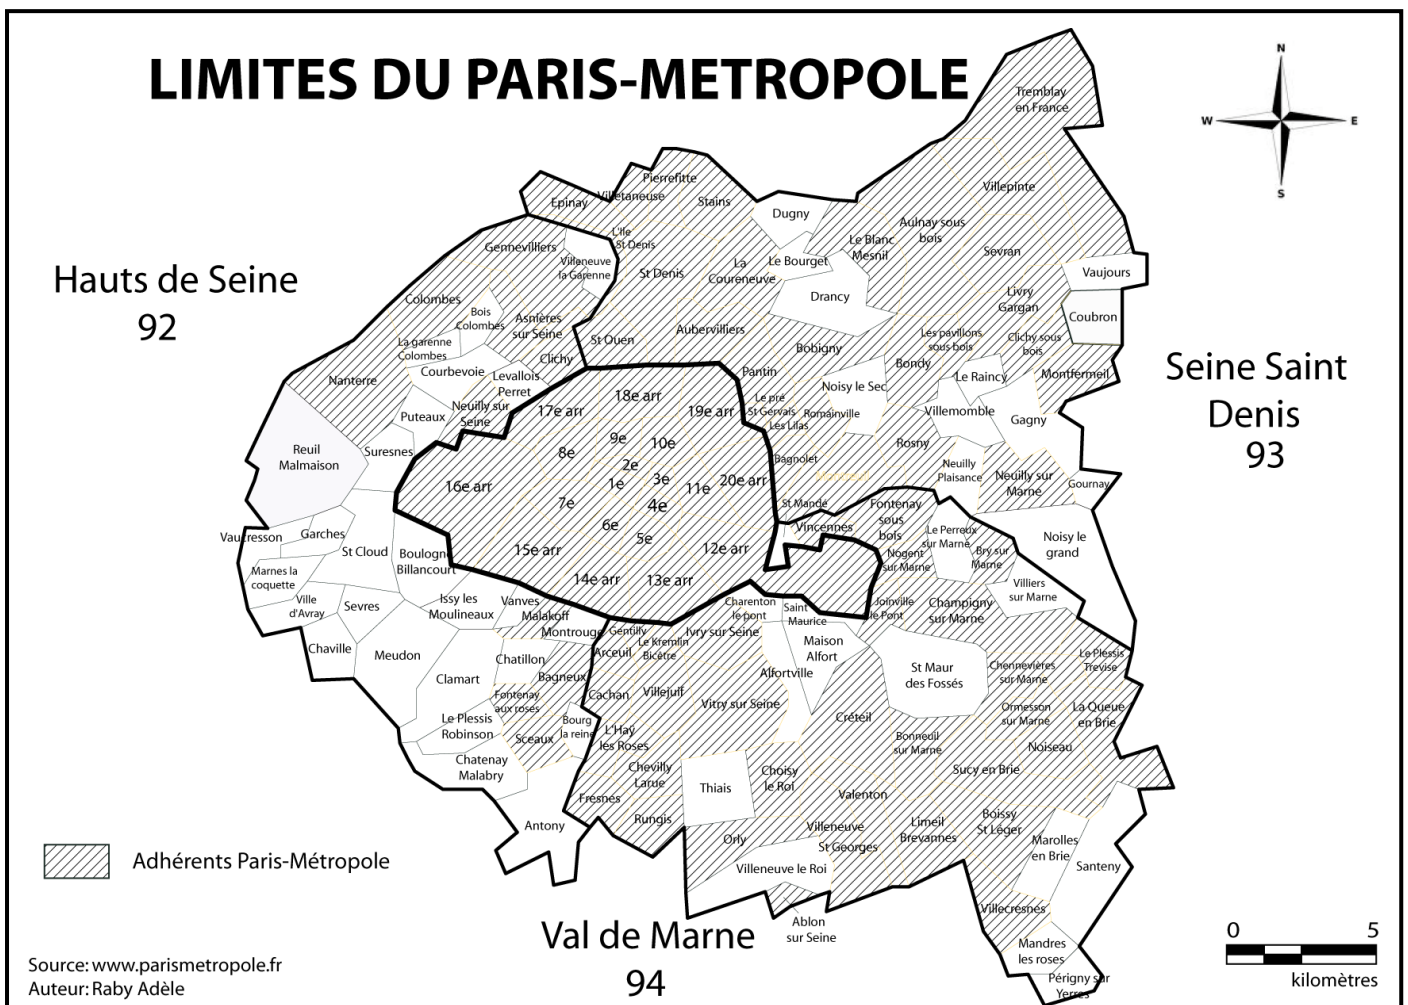 LIMITES DU PARIS-METROPOLE
N
W
E
S
Hauts de Seine
92
Seine Saint
Denis
93
Val de Marne
94
Tremblay
en France
Villepinte
Pierrefitte
Villetaneuse
Epinay
Stains
Dugny
Aulnay sous
bois
Le Blanc
Mesnil
Sevran
L'Ile
St Denis
Gennevilliers
Villeneuve
la Garenne
St Denis
La
Coureneuve
Le Bourget
Drancy
Vaujours
Livry
Gargan
Coubron
Colombes
Bois
Colombes
Asnières
sur Seine
La garenne
Colombes
Clichy
St Ouen
Aubervilliers
Bobigny
Les pavillons
sous bois
Clichy sous
bois
Montfermeil
Courbevoie
Levallois
Perret
Nanterre
Neuilly sur
Seine
Puteaux
Pantin
Noisy le Sec
Bondy
Le Raincy
Villemomble
Gagny
Le pré
St Gervais
Les Lilas
Romainville
Rosny
Reuil
Malmaison
Suresnes
17e arr
18e arr
19e arr
8e
9e
10e
2e
1e
3e
11e
20e arr
16e arr
7e
4e
6e
5e
15e arr
12e arr
14e arr
13e arr
Bagnolet
Neuilly
Plaisance
Neuilly sur
Marne
Gournay
St Mandé
Vincennes
Fontenay
sous
bois
Le Perreux
sur Marne
Bry sur
Marne
Nogent
sur Marne
Noisy le
grand
Villiers
sur Marne
Vaucresson
Garches
St Cloud
Boulogne
Billancourt
Marnes la
coquette
Ville
d'Avray
Sevres
Issy les
Moulineaux
Vanves
Malakoff
Montrouge
Chaville
Meudon
Clamart
Chatillon
Bagneux
Fontenay
aux roses
Le Plessis
Robinson
Sceaux
Bourg
la reine
Chatenay
Malabry
Antony
Charenton
le pont
Saint
Maurice
Joinville
le Pont
Champigny
sur Marne
Gentilly
Le Kremlin
Bicêtre
Ivry sur Seine
Arceuil
Maison
Alfort
Alfortville
St Maur
des Fossés
Chennevières
sur Marne
Le Plessis
Trevise
Cachan
Villejuif
Vitry sur Seine
Créteil
Ormesson
sur Marne
La Queue
en Brie
L'Haÿ
les Roses
Bonneuil
sur Marne
Noiseau
Chevilly
Larue
Choisy
le Roi
Sucy en Brie
Thiais
Fresnes
Rungis
Valenton
Boissy
St Léger
Limeil
Brevannes
Orly
Villeneuve
St Georges
Marolles
en Brie
Santeny
Villeneuve le Roi
Villecresnes
Ablon
sur Seine
Mandres
les roses
Périgny sur
Yerres
Adhérents Paris-Métropole
Source: www.parismetropole.fr
Auteur: Raby Adèle
0
5
kilomètres